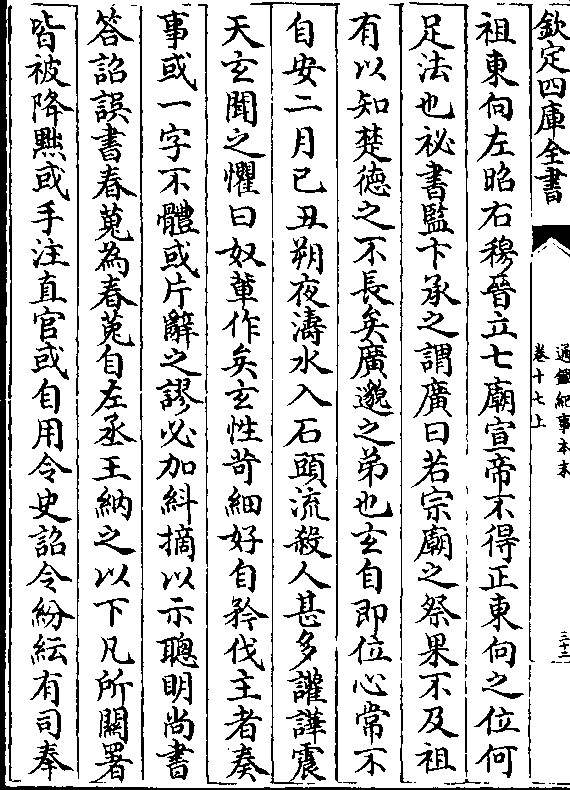 欽定四庫全書
通鑑紀事本末
卷十七上
三十二
祖東向左昭右穆晉立七廟宣帝不得正東向之位何
足法也祕書監卞承之謂廣曰若宗廟之祭果不及祖
有以知楚德之不長矣廣邈之弟也玄自即位心常不
自安二月己丑朔夜濤水入石頭流殺人甚多讙譁震
天玄聞之懼曰奴軰作矣玄性苛細好自矜伐主者奏
事或一字不體或片辭之謬必加糾摘以示聰明尚書
答詔誤書春蒐為春菟自左丞王納之以下凡所關署
皆被降黜或手注直官或自用令史詔令紛紜有司奉